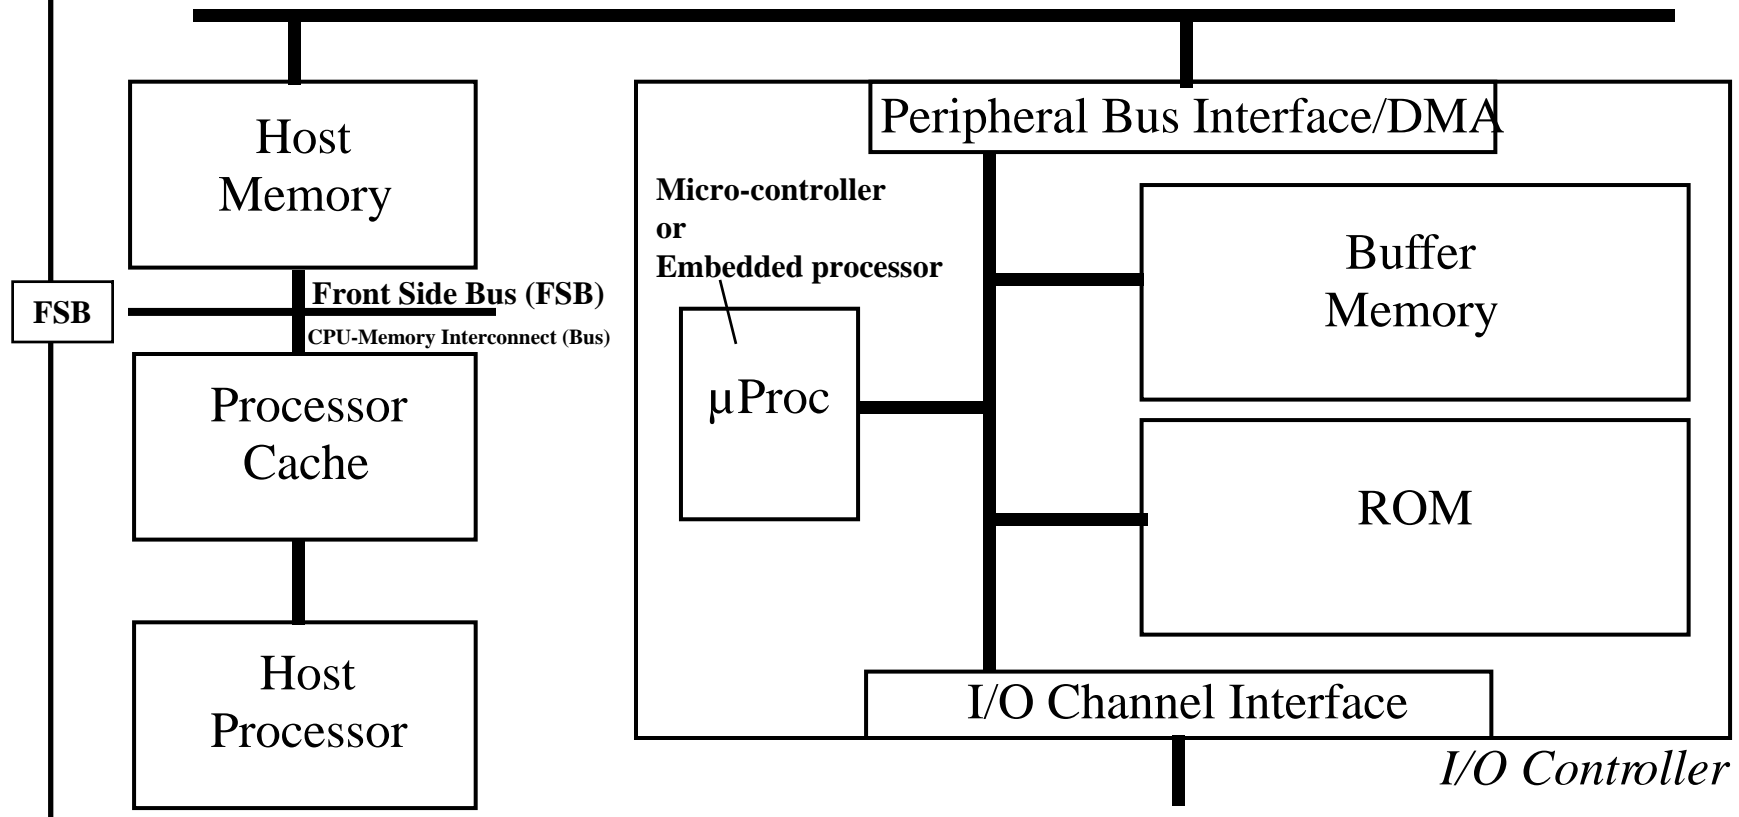 Host
Memory
FSB
Front Side Bus (FSB)
CPU-Memory Interconnect (Bus)
Processor
Cache
Host
Processor
Peripheral Bus Interface/DMA
Micro-controller
or
Embedded processor
µProc
Buffer
Memory
ROM
I/O Channel Interface
I/O Controller